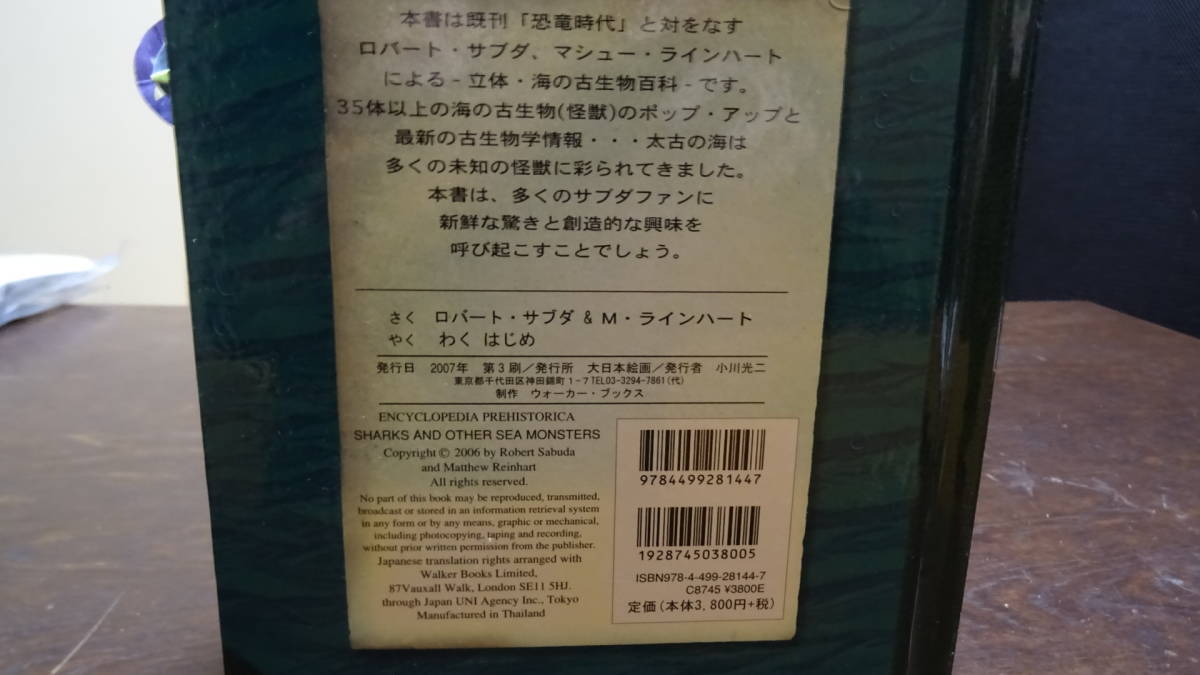 本書は既刊「恐竜時代」と対をなす
ロバート・サブダ、マシュー・ラインハート
による - 立体・海の古生物百科 - です。
35体以上の海の古生物(怪獣)のポップ・アップと
最新の古生物学情報・・・太古の海は
多くの未知の怪獣に彩られてきました。
本書は、多くのサブダファンに
新鮮な驚きと創造的な興味を
呼び起こすことでしょう。
さく ロバート・サブダ & M・ラインハート
やく わく はじめ
発行日 2007年 第3刷/発行所 大日本絵画/発行者 小川光二
東京都千代田区神田錦町1-7 TEL03-3294-7861(代)
制作 ウォーカー・ブックス
ENCYCLOPEDIA PREHISTORICA
SHARKS AND OTHER SEA MONSTERS
Copyright © 2006 by Robert Sabuda
and Matthew Reinhart
All rights reserved.
No part of this book may be reproduced, transmitted,
broadcast or stored in an information retrieval system
in any form or by any means, graphic or mechanical,
including photocopying, taping and recording,
without prior written permission from the publisher.
Japanese translation rights arranged with
Walker Books Limited,
87Vauxall Walk, London SE11 5HJ.
through Japan UNI Agency Inc., Tokyo
Manufactured in Thailand
9784499281447
1928745038005
ISBN978-4-499-28144-7
C8745 ¥3800E
定価(本体3,800円+税)